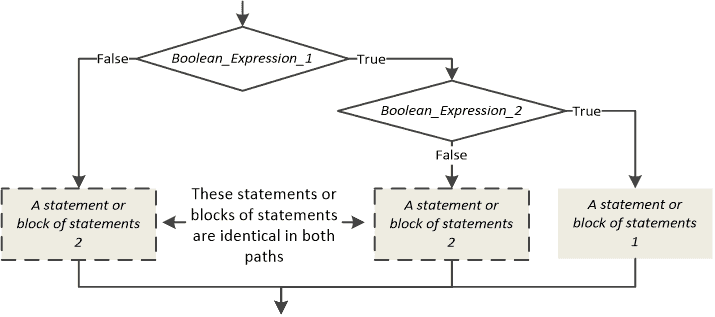 Boolean_Expression_1
False
True
Boolean_Expression_2
True
False
A statement or
block of statements
2
These statements or
blocks of statements
are identical in both
paths
A statement or
block of statements
2
A statement or
block of statements
1